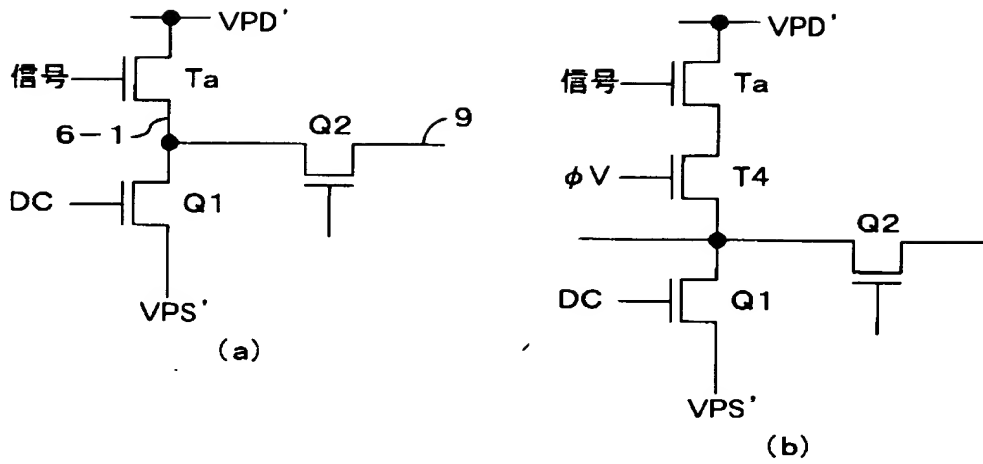 VPD'
信号
Ta
6-1
Q2
9
DC
Q1
VPS'
(a)
VPD'
信号
Ta
φV
T4
Q2
DC
Q1
VPS'
(b)